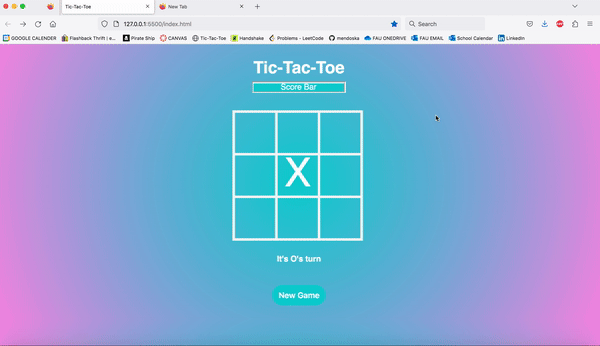 Tic-Tac-Toe
New Tab
127.0.0.1:5500/index.html
Search
GOOGLE CALENDER
Flashback Thrift | e...
Pirate Ship
CANVAS
Tic-Tac-Toe
Handshake
Problems - LeetCode
mendoska
FAU ONEDRIVE
FAU EMAIL
School Calendar
LinkedIn
Tic-Tac-Toe
Score Bar
X
It's O's turn
New Game